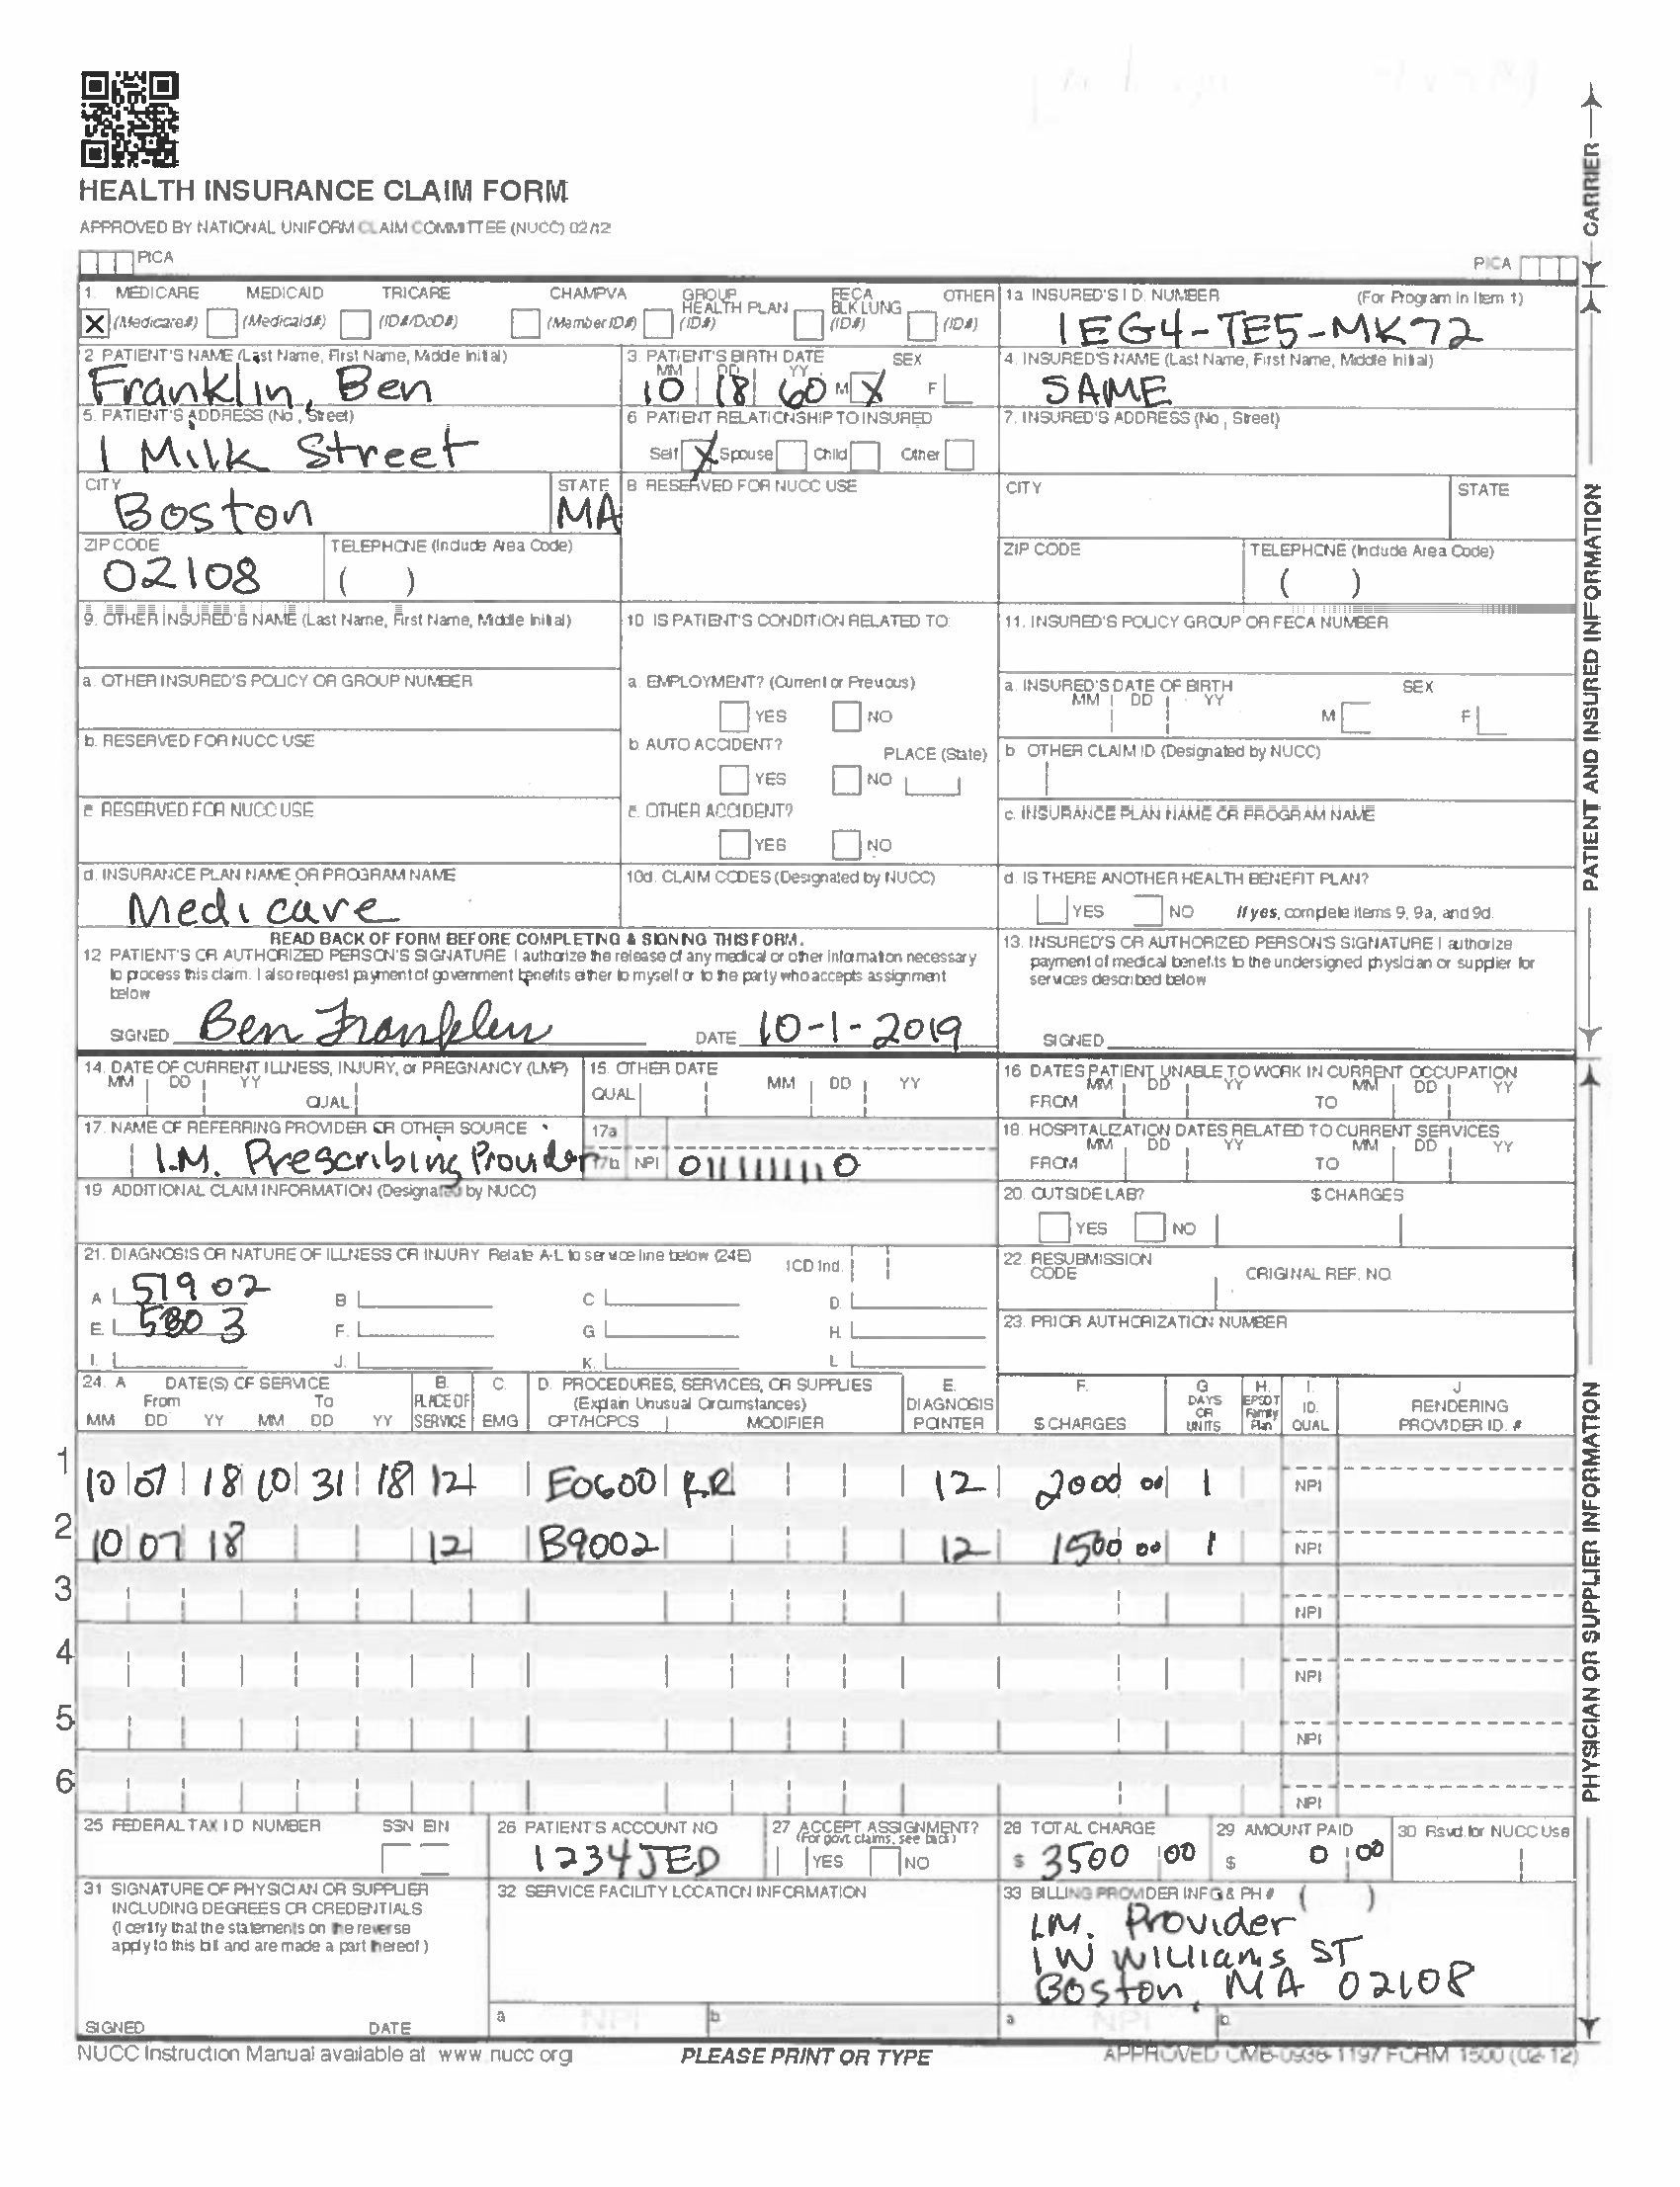 HEALTH INSURANCE CLAIM FORM
APPROVED BY NATIONAL UNIFORM CLAIM COMMITTEE (NUCC) 02/12
PICA
PICA
CARRIER
1. MEDICARE MEDICAID TRICARE CHAMPVA GROUP HEALTH PLAN FECA BLK LUNG OTHER
X (Medicare#) (Medicaid#) (ID#/DoD#) (Member ID#) (ID#) (ID#) (ID#)
1a INSURED'S I D. NUMBER (For Program in Item 1)
1EG4-TE5-MK72
2 PATIENT'S NAME (Last Name, First Name, Middle Initial)
Franklin, Ben
3. PATIENT'S BIRTH DATE SEX
MM DD YY
10 18 60 M X F
4. INSURED'S NAME (Last Name, First Name, Middle Initial)
SAME
5. PATIENT'S ADDRESS (No , Street)
1 Milk Street
6 PATIENT RELATIONSHIP TO INSURED
Self X Spouse Child Other
7. INSURED'S ADDRESS (No , Street)
CITY
Boston
STATE
MA
8 RESERVED FOR NUCC USE
CITY
STATE
ZIP CODE
02108
TELEPHONE (Include Area Code)
( )
ZIP CODE
TELEPHONE (Include Area Code)
( )
9. OTHER INSURED'S NAME (Last Name, First Name, Middle Initial)
10 IS PATIENT'S CONDITION RELATED TO
11. INSURED'S POLICY GROUP OR FECA NUMBER
a. OTHER INSURED'S POLICY OR GROUP NUMBER
a. EMPLOYMENT? (Current or Previous)
YES NO
a. INSURED'S DATE OF BIRTH SEX
MM DD YY
M F
b. RESERVED FOR NUCC USE
b AUTO ACCIDENT? PLACE (State)
YES NO
b OTHER CLAIM ID (Designated by NUCC)
c RESERVED FOR NUCC USE
c. OTHER ACCIDENT?
YES NO
c. INSURANCE PLAN NAME OR PROGRAM NAME
d. INSURANCE PLAN NAME OR PROGRAM NAME
Medicare
10d. CLAIM CODES (Designated by NUCC)
d. IS THERE ANOTHER HEALTH BENEFIT PLAN?
YES NO If yes, complete items 9, 9a, and 9d.
PATIENT AND INSURED INFORMATION
READ BACK OF FORM BEFORE COMPLETING & SIGNING THIS FORM.
12 PATIENT'S OR AUTHORIZED PERSON'S SIGNATURE I authorize the release of any medical or other information necessary
to process this claim. I also request payment of government benefits either to myself or to the party who accepts assignment
below
SIGNED Ben Franklin DATE 10-1-2019
13. INSURED'S OR AUTHORIZED PERSON'S SIGNATURE I authorize
payment of medical benefits to the undersigned physician or supplier for
services described below
SIGNED
14. DATE OF CURRENT ILLNESS, INJURY, or PREGNANCY (LMP)
MM DD YY
QUAL
15. OTHER DATE
QUAL MM DD YY
16 DATES PATIENT UNABLE TO WORK IN CURRENT OCCUPATION
MM DD YY MM DD YY
FROM TO
17. NAME OF REFERRING PROVIDER OR OTHER SOURCE
I.M. Prescribing Provider
17a
17b NPI 0111111110
18. HOSPITALIZATION DATES RELATED TO CURRENT SERVICES
MM DD YY MM DD YY
FROM TO
19 ADDITIONAL CLAIM INFORMATION (Designated by NUCC)
20. OUTSIDE LAB? $ CHARGES
YES NO
21. DIAGNOSIS OR NATURE OF ILLNESS OR INJURY Relate A-L to service line below (24E) ICD Ind.
A 519 02 B C D.
E. 530 3 F. G H.
I. J. K. L
22. RESUBMISSION
CODE ORIGINAL REF. NO.
23. PRIOR AUTHORIZATION NUMBER
24. A DATE(S) OF SERVICE B. C. D. PROCEDURES, SERVICES, OR SUPPLIES E. F. G H. I. J
From To PLACE OF (Explain Unusual Circumstances) DIAGNOSIS DAYS OR EPSDT Family ID. RENDERING
MM DD YY MM DD YY SERVICE EMG CPT/HCPCS MODIFIER POINTER $ CHARGES UNITS Plan QUAL PROVIDER ID. #
1 10 07 18 10 31 18 12 E0600 RR 12 2000 00 1 NPI
2 10 07 18 12 B9002 12 1500 00 1 NPI
3 NPI
4 NPI
5 NPI
6 NPI
25 FEDERAL TAX I D NUMBER SSN EIN
26 PATIENT'S ACCOUNT NO
1234JED
27 ACCEPT ASSIGNMENT?
(For govt. claims, see back)
YES NO
28 TOTAL CHARGE
$ 3500 00
29 AMOUNT PAID
$ 0 00
30 Rsvd. for NUCC Use
31 SIGNATURE OF PHYSICIAN OR SUPPLIER
INCLUDING DEGREES OR CREDENTIALS
(I certify that the statements on the reverse
apply to this bill and are made a part thereof )
SIGNED DATE
32 SERVICE FACILITY LOCATION INFORMATION
a NPI b
33 BILLING PROVIDER INFO & PH # ( )
I.M. Provider
1 W Williams ST
Boston, MA 02108
a NPI b.
PHYSICIAN OR SUPPLIER INFORMATION
NUCC Instruction Manual available at www nucc org
PLEASE PRINT OR TYPE
APPROVED OMB-0938-1197 FORM 1500 (02-12)